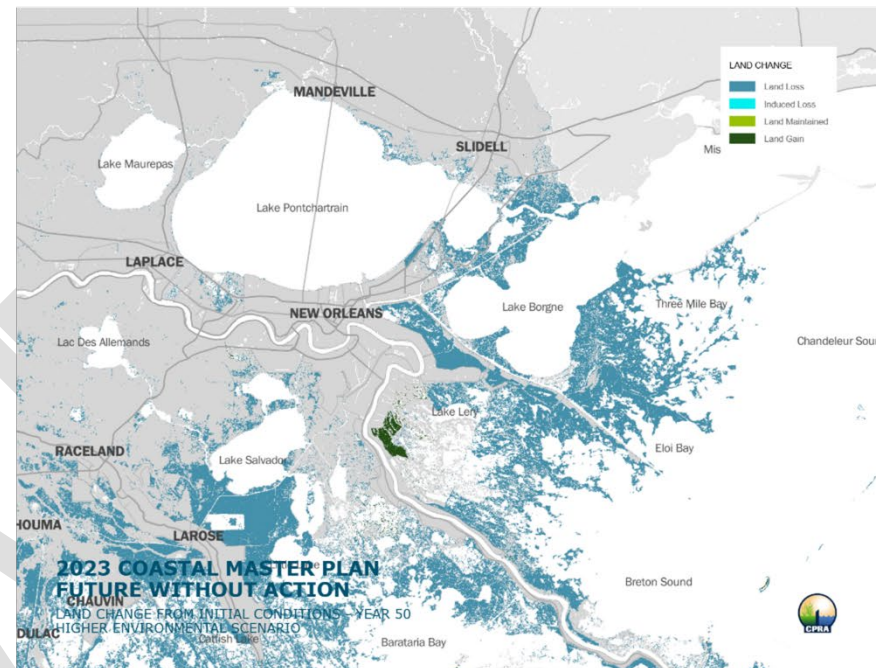 LAND CHANGE
Land Loss
Induced Loss
Land Maintained
Land Gain
MANDEVILLE
SLIDELL
Mis
Lake Maurepas
Lake Pontchartrain
LAPLACE
NEW ORLEANS
Lake Borgne
Three Mile Bay
Lac Des Allemands
Chandeleur Soun
Lake Lery
RACELAND
Lake Salvador
Eloi Bay
HOUMA
LAROSE
2023 COASTAL MASTER PLAN
FUTURE WITHOUT ACTION
Breton Sound
CHAUVIN
LAND CHANGE FROM INITIAL CONDITIONS - YEAR 50
HIGHER ENVIRONMENTAL SCENARIO
DULAC
Catfish Lake
Barataria Bay
CPRA